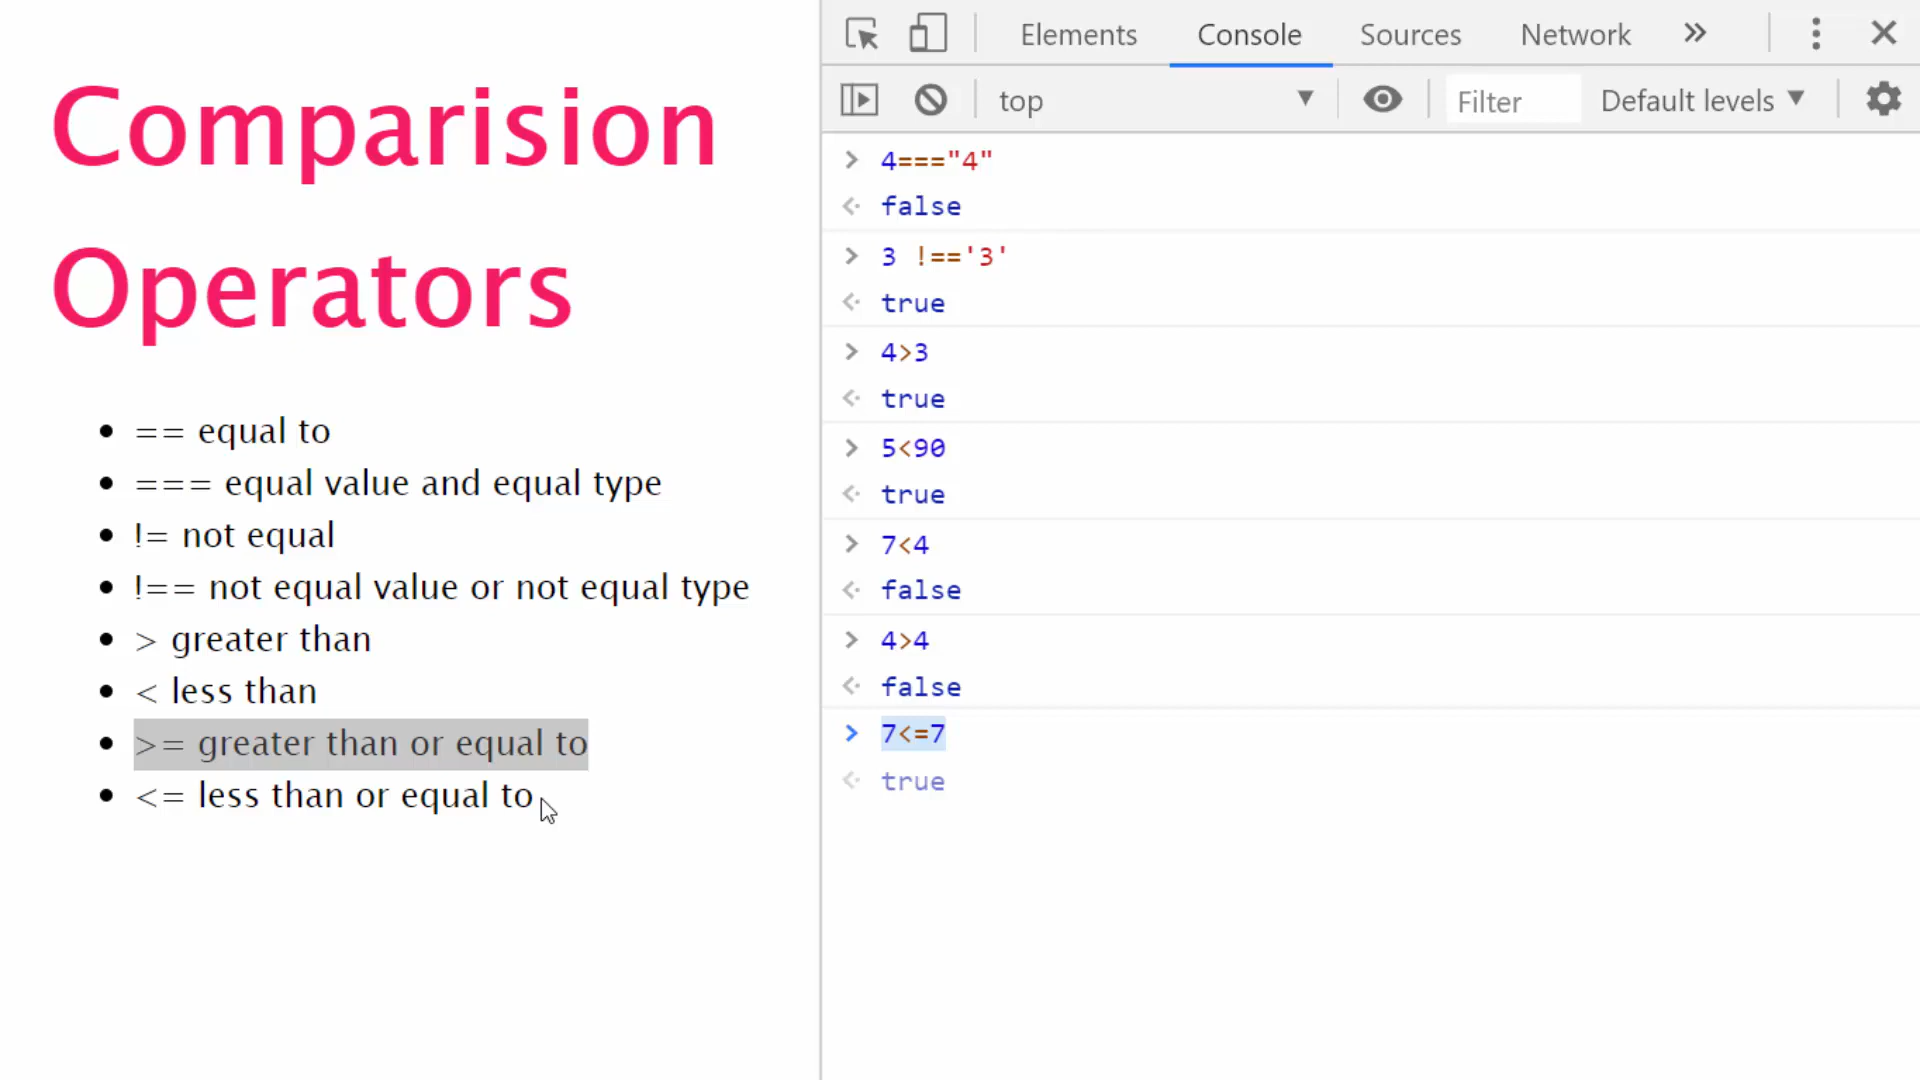 Comparision
Operators
== equal to
=== equal value and equal type
!= not equal
!== not equal value or not equal type
> greater than
< less than
>= greater than or equal to
<= less than or equal to
Elements Console Sources Network
top Filter Default levels
4==="4"
false
3 !=='3'
true
4>3
true
5<90
true
7<4
false
4>4
false
7<=7
true